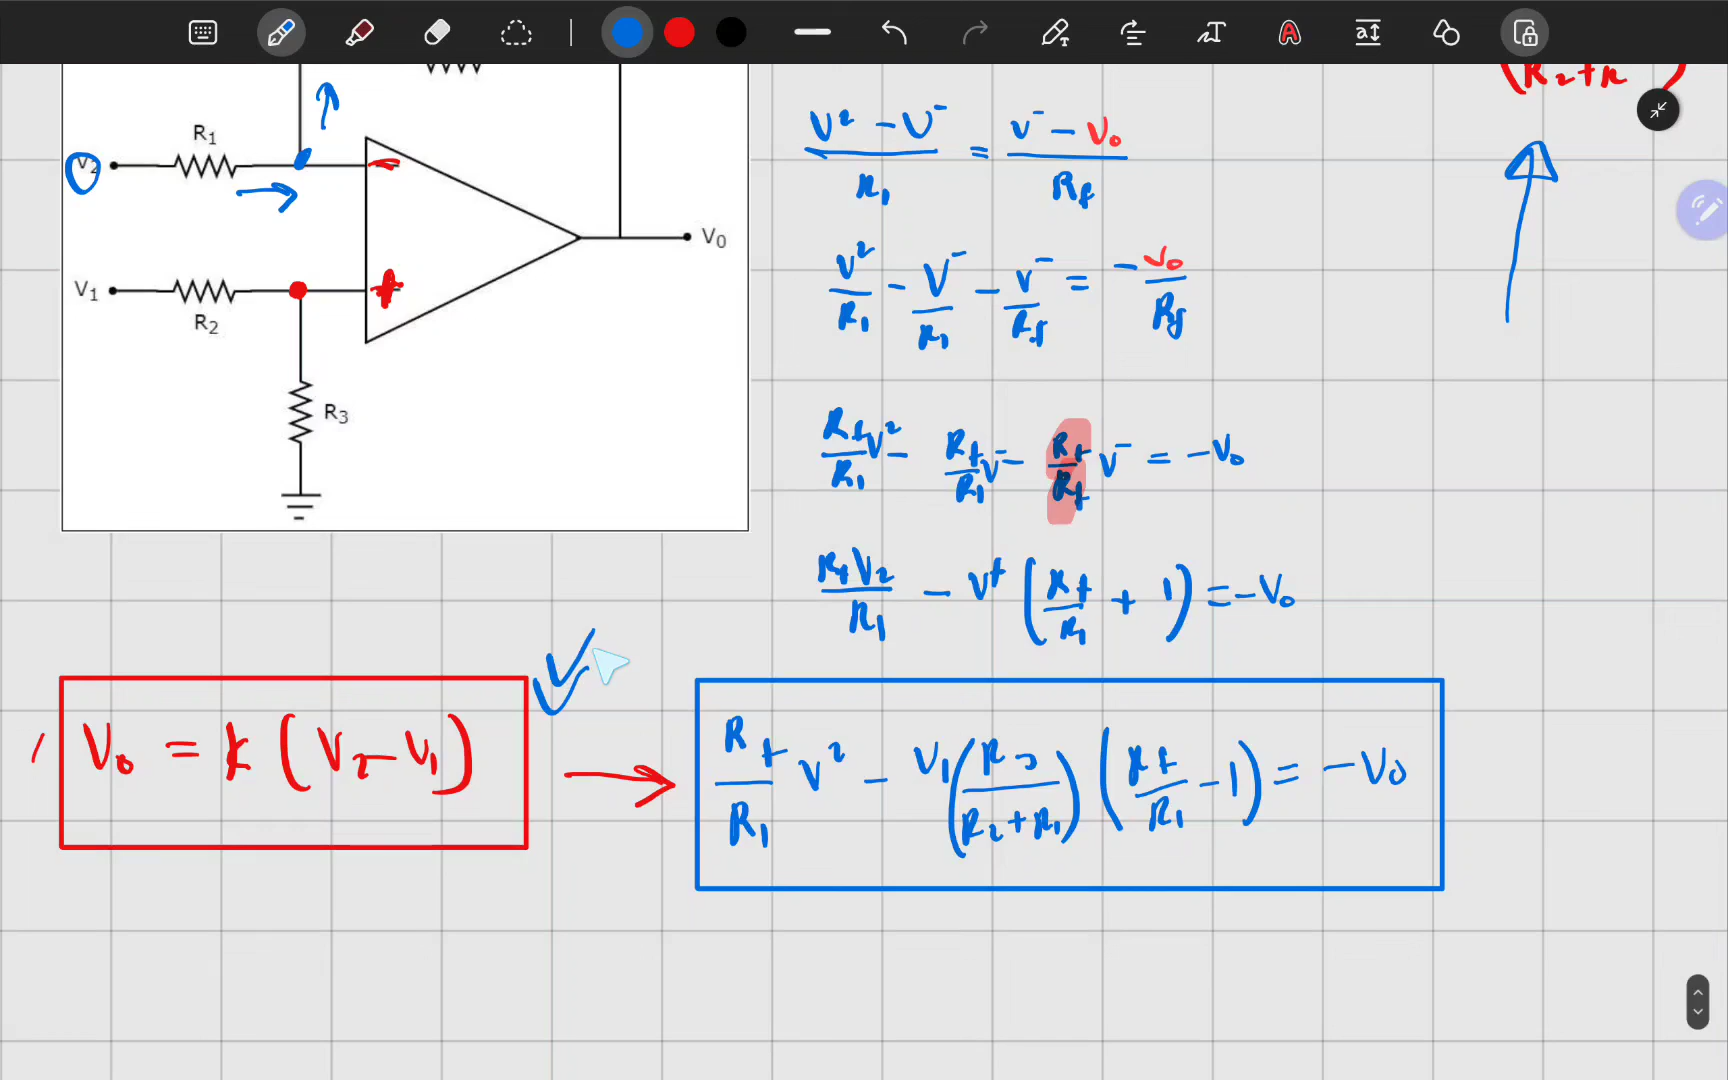 (R₂+R )
R₁
V₂
V₀
V₁
R₂
R₃
- +
V² - V⁻ / R₁ = V⁻ - V₀ / Rf
V²/R₁ - V⁻/R₁ - V⁻/Rf = -V₀/Rf
Rf/R₁ V² - Rf/R₁ V⁻ - Rf/Rf V⁻ = -V₀
RfV₂/R₁ - V⁺ (Rf/R₁ + 1) = -V₀
V₀ = k (V₂ - V₁)
Rf/R₁ V² - V₁ (R₃/R₂+R₁) (Rf/R₁ - 1) = -V₀